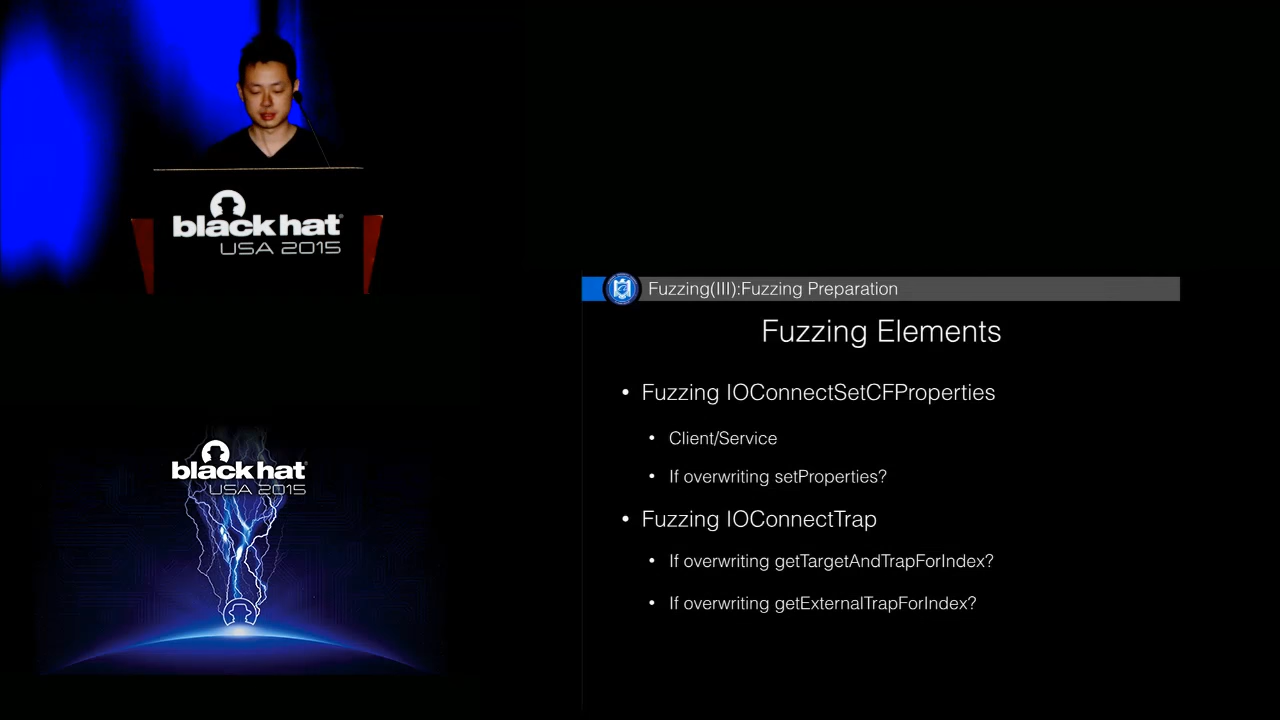 black hat
USA 2015
black hat
USA 2015
Fuzzing(III):Fuzzing Preparation
Fuzzing Elements
• Fuzzing IOConnectSetCFProperties
• Client/Service
• If overwriting setProperties?
• Fuzzing IOConnectTrap
• If overwriting getTargetAndTrapForIndex?
• If overwriting getExternalTrapForIndex?